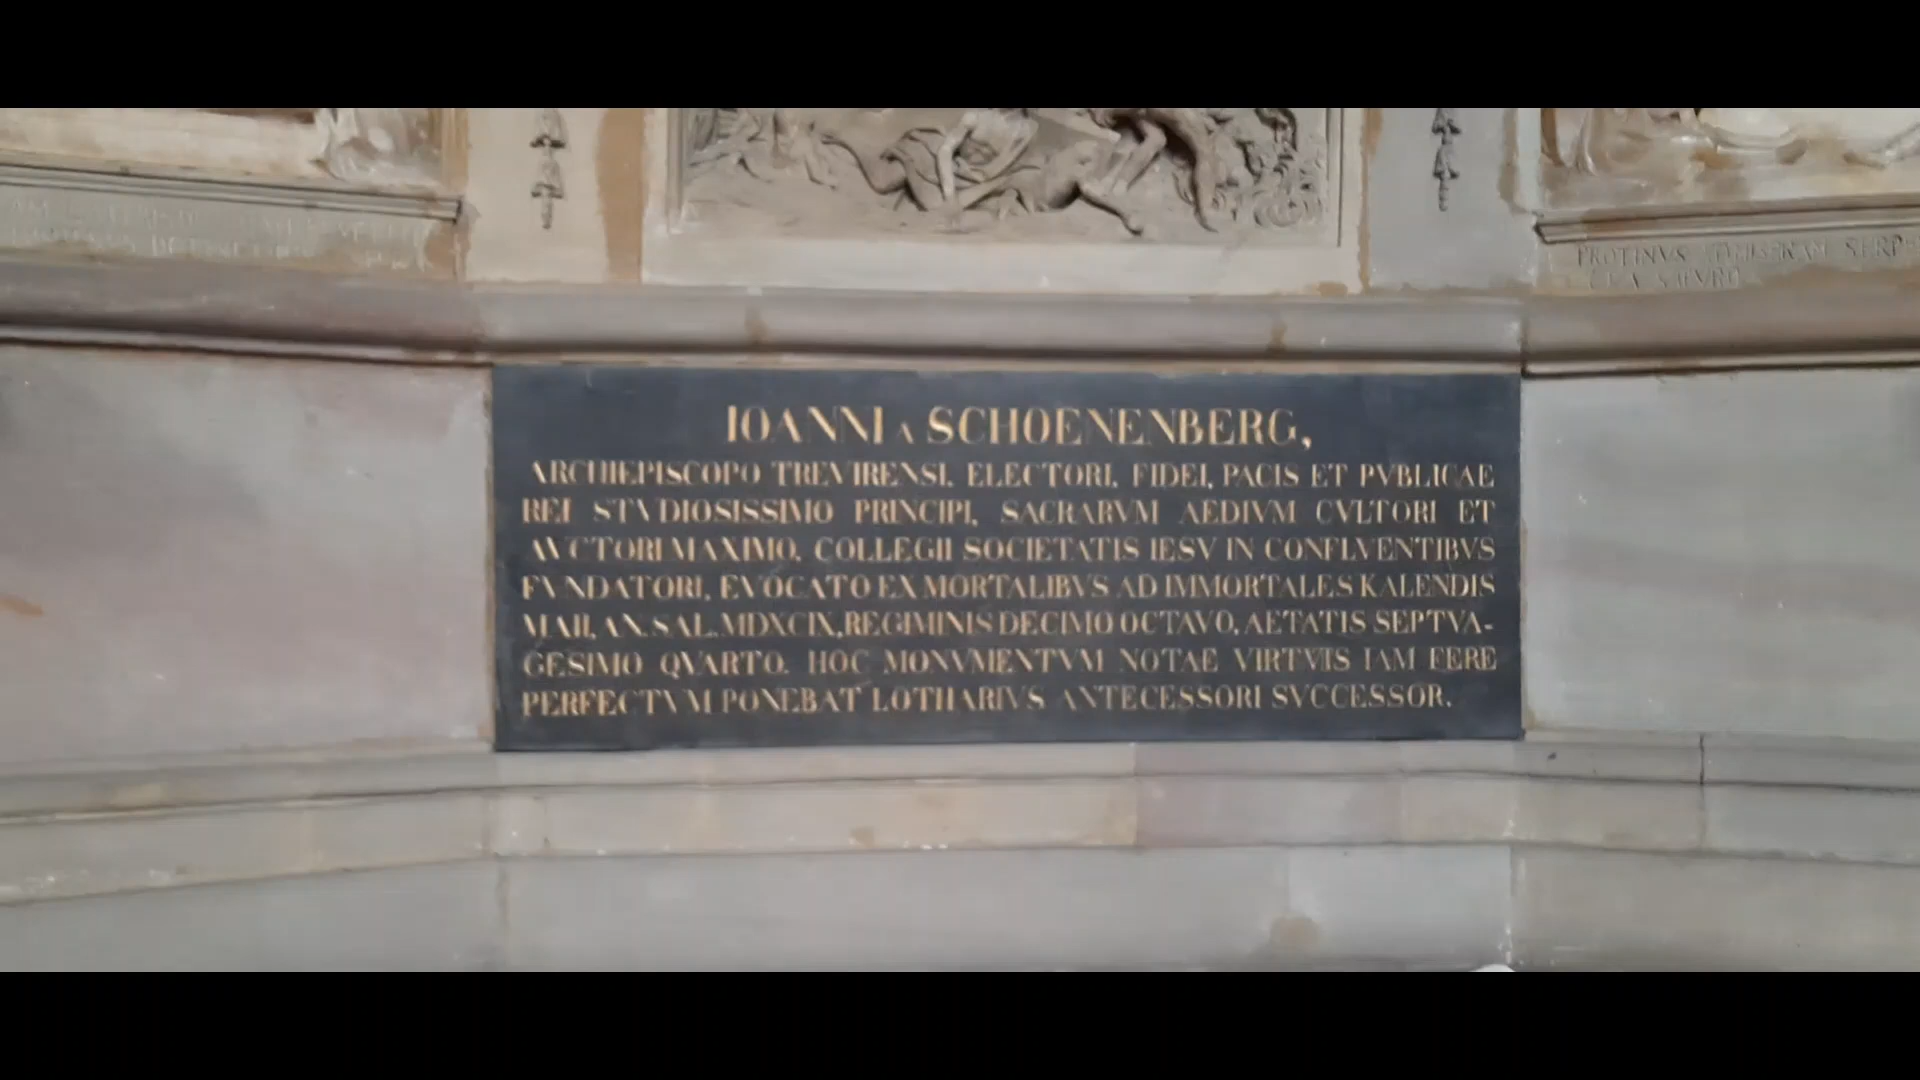 IOANNI A SCHOENENBERG,
ARCHIEPISCOPO TREVIRENSI, ELECTORI, FIDEI, PACIS ET PVBLICAE
REI STVDIOSISSIMO PRINCIPI, SACRARVM AEDIVM CVLTORI ET
AVCTORI MAXIMO, COLLEGII SOCIETATIS IESV IN CONFLVENTIBVS
FVNDATORI, EVOCATO EX MORTALIBVS AD IMMORTALES KALENDIS
MAII, AN. SAL. MDXCIX, REGIMINIS DECIMO OCTAVO, AETATIS SEPTVA-
GESIMO QVARTO. HOC MONVMENTVM NOTAE VIRTVTIS IAM FERE
PERFECTVM PONEBAT LOTHARIVS ANTECESSORI SVCCESSOR.
PROTINVS